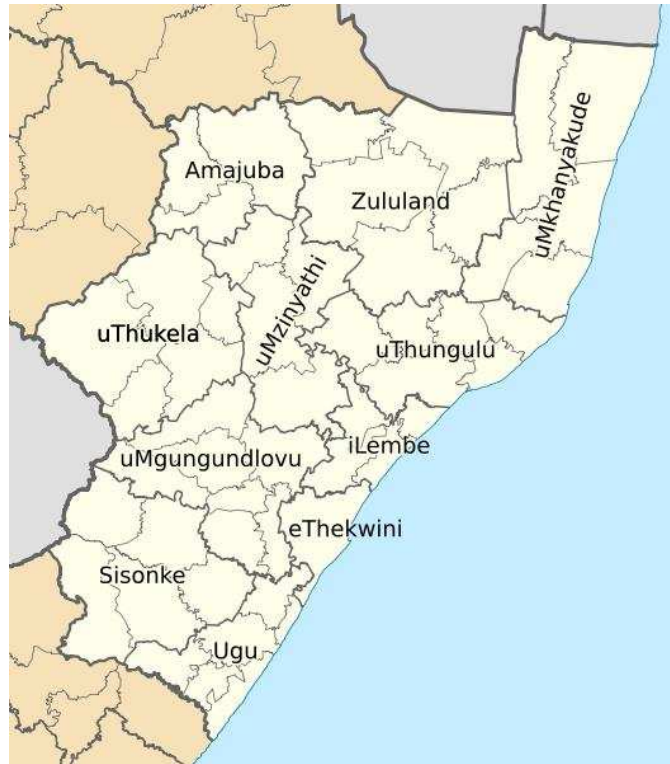 Amajuba
Zululand
uMkhanyakude
uMzinyathi
uThukela
uThungulu
iLembe
uMgungundlovu
eThekwini
Sisonke
Ugu